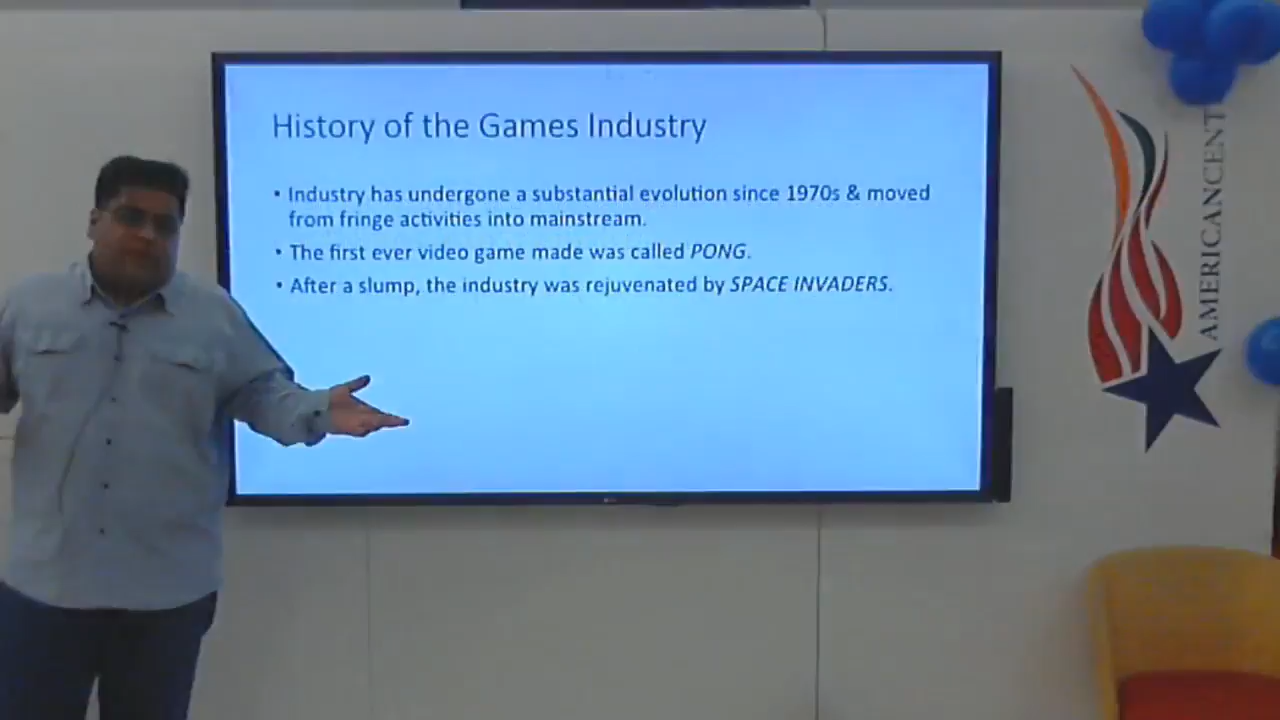 History of the Games Industry
• Industry has undergone a substantial evolution since 1970s & moved
from fringe activities into mainstream.
• The first ever video game made was called PONG.
• After a slump, the industry was rejuvenated by SPACE INVADERS.
AMERICANCENT